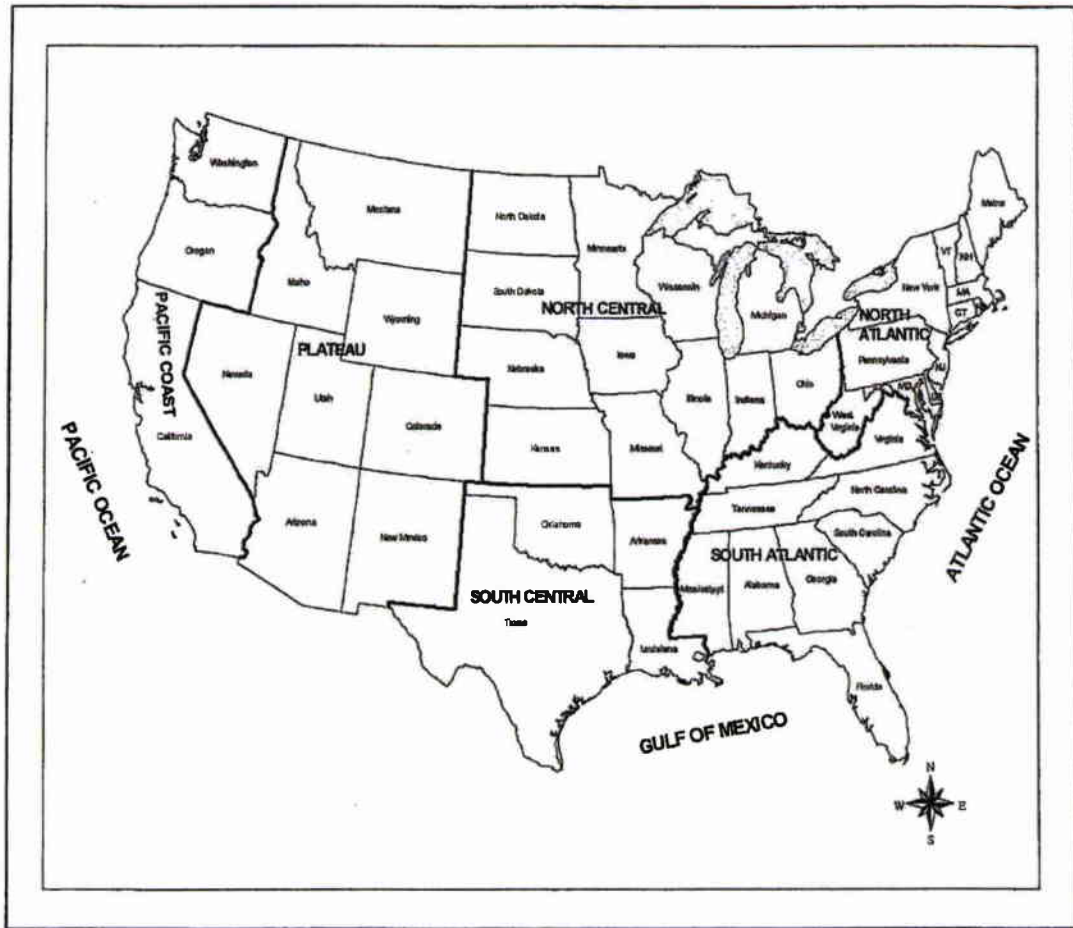 Washington
Montana
North Dakota
Minnesota
Maine
Oregon
Idaho
South Dakota
Wisconsin
Michigan
New York
VT
NH
MA
CT
NORTH CENTRAL
NORTH
ATLANTIC
Wyoming
PLATEAU
PACIFIC COAST
Nevada
Utah
Colorado
Nebraska
Iowa
Illinois
Indiana
Ohio
Pennsylvania
NJ
MD
West
Virginia
Virginia
California
Kansas
Missouri
Kentucky
PACIFIC OCEAN
ATLANTIC OCEAN
Arizona
New Mexico
Oklahoma
Arkansas
Tennessee
North Carolina
South Carolina
SOUTH ATLANTIC
Mississippi
Alabama
Georgia
SOUTH CENTRAL
Texas
Louisiana
Florida
GULF OF MEXICO
N
W
E
S